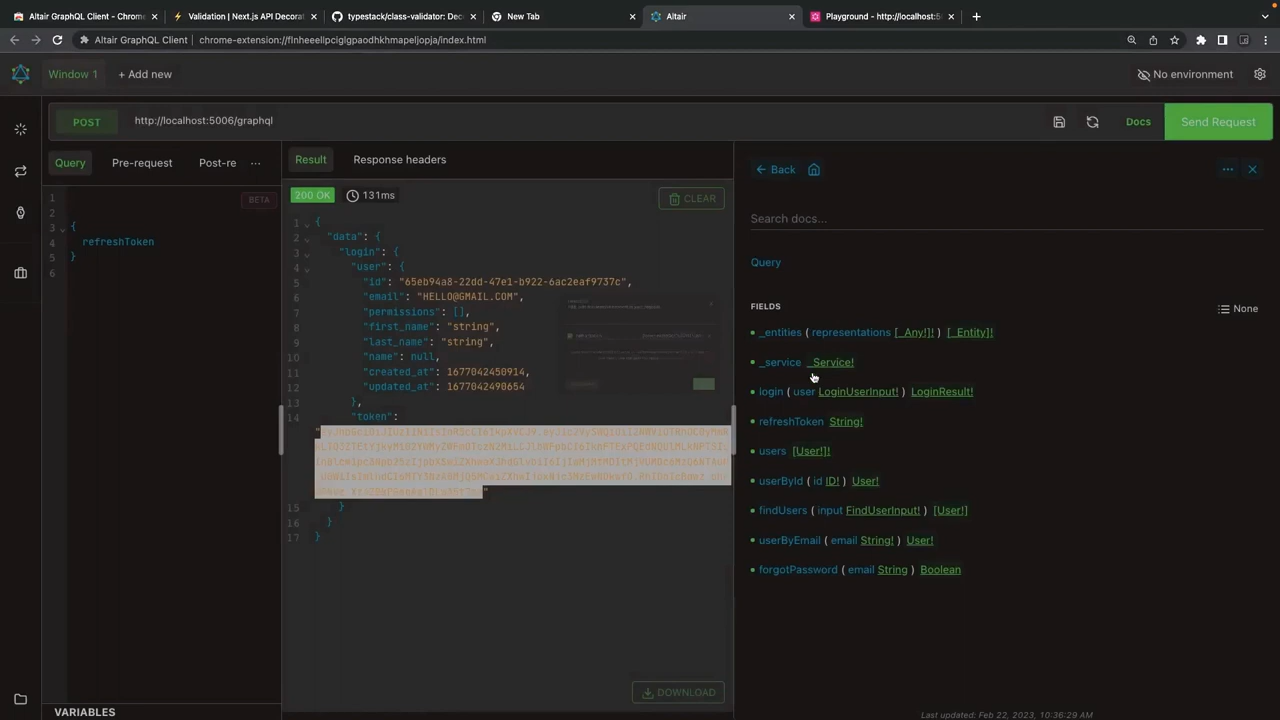 Altair GraphQL Client - Chrome
Validation | Next.js API Decorat
typestack/class-validator: Dec
New Tab
Altair
Playground - http://localhost:5
Altair GraphQL Client
chrome-extension://flnheeellpciglgpaodhkhmapeljopja/index.html
Window 1
+ Add new
No environment
POST
http://localhost:5006/graphql
Docs
Send Request
Query
Pre-request
Post-re
...
BETA
1
2
3 {
4 refreshToken
5 }
6
VARIABLES
Result
Response headers
200 OK
131ms
CLEAR
1 {
2 "data": {
3 "login": {
4 "user": {
5 "id": "65eb94a8-22dd-47e1-b922-6ac2eaf9737c",
6 "email": "HELLO@GMAIL.COM",
7 "permissions": [],
8 "first_name": "string",
9 "last_name": "string",
10 "name": null,
11 "created_at": 1677042450914,
12 "updated_at": 1677042490654
13 },
14 "token":
15 }
16 }
17 }
DOWNLOAD
Back
...
Search docs...
Query
FIELDS
None
_entities ( representations [_Any!]! ) [_Entity]!
_service _Service!
login ( user LoginUserInput! ) LoginResult!
refreshToken String!
users [User!]!
userById ( id ID! ) User!
findUsers ( input FindUserInput! ) [User!]
userByEmail ( email String! ) User!
forgotPassword ( email String ) Boolean
Last updated: Feb 22, 2023, 10:36:29 AM